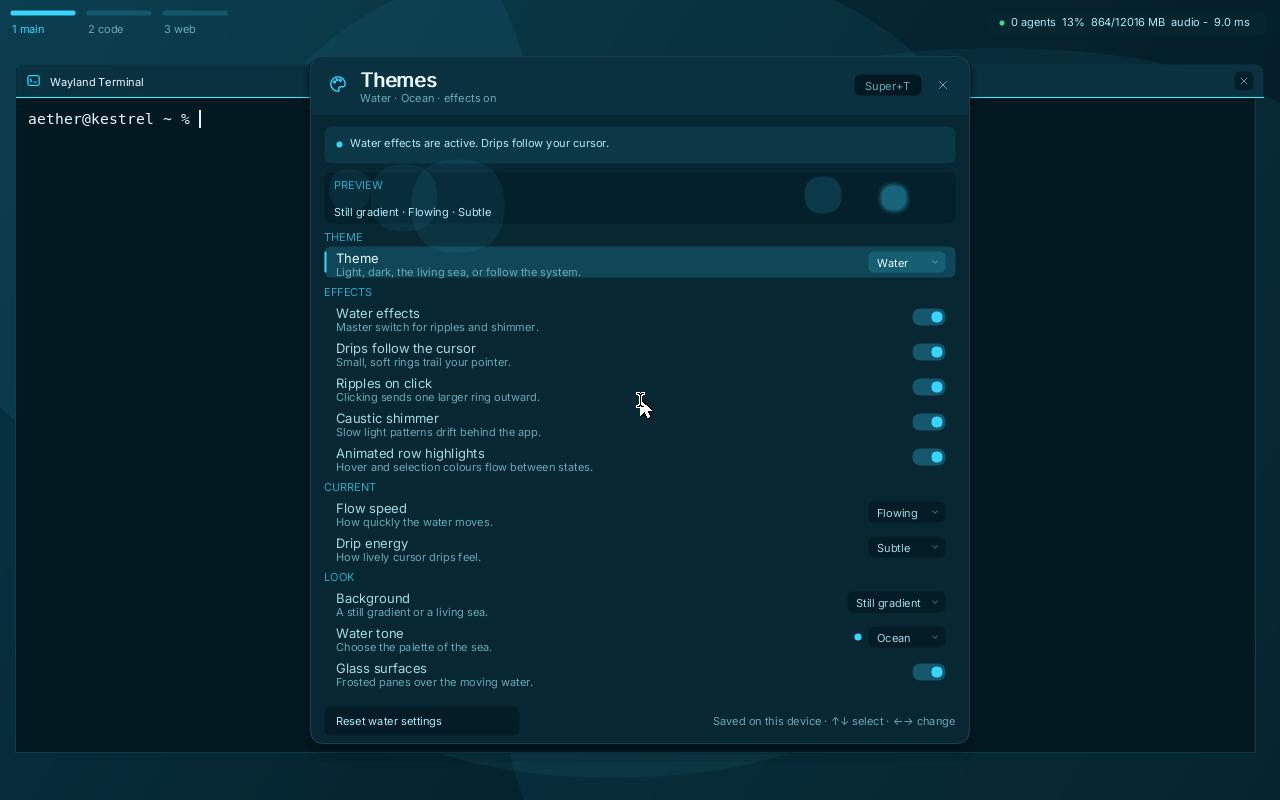 1 main
2 code
3 web
0 agents 13% 864/12016 MB audio - 9.0 ms
Wayland Terminal
aether@kestrel ~ %
Themes
Water · Ocean · effects on
Super+T
Water effects are active. Drips follow your cursor.
PREVIEW
Still gradient · Flowing · Subtle
THEME
Theme
Light, dark, the living sea, or follow the system.
Water
EFFECTS
Water effects
Master switch for ripples and shimmer.
Drips follow the cursor
Small, soft rings trail your pointer.
Ripples on click
Clicking sends one larger ring outward.
Caustic shimmer
Slow light patterns drift behind the app.
Animated row highlights
Hover and selection colours flow between states.
CURRENT
Flow speed
How quickly the water moves.
Flowing
Drip energy
How lively cursor drips feel.
Subtle
LOOK
Background
A still gradient or a living sea.
Still gradient
Water tone
Choose the palette of the sea.
Ocean
Glass surfaces
Frosted panes over the moving water.
Reset water settings
Saved on this device · ↑↓ select · ←→ change